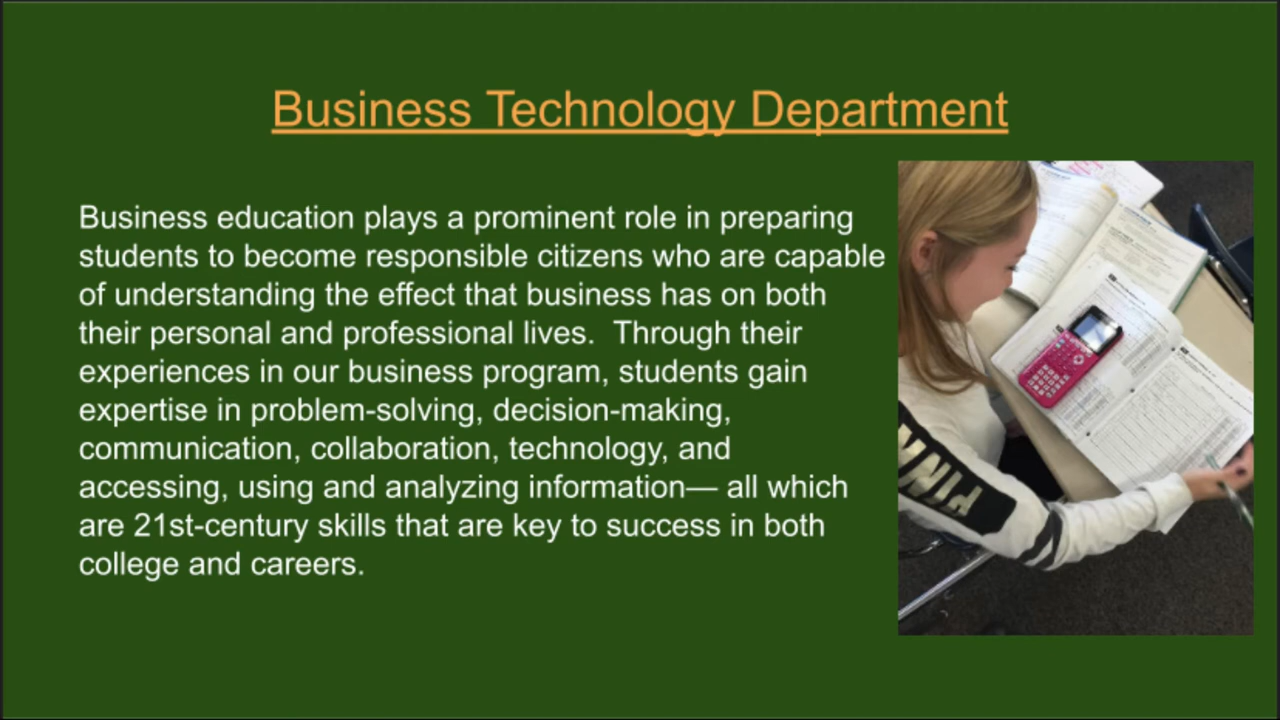 Business Technology Department
Business education plays a prominent role in preparing
students to become responsible citizens who are capable
of understanding the effect that business has on both
their personal and professional lives.  Through their
experiences in our business program, students gain
expertise in problem-solving, decision-making,
communication, collaboration, technology, and
accessing, using and analyzing information— all which
are 21st-century skills that are key to success in both
college and careers.